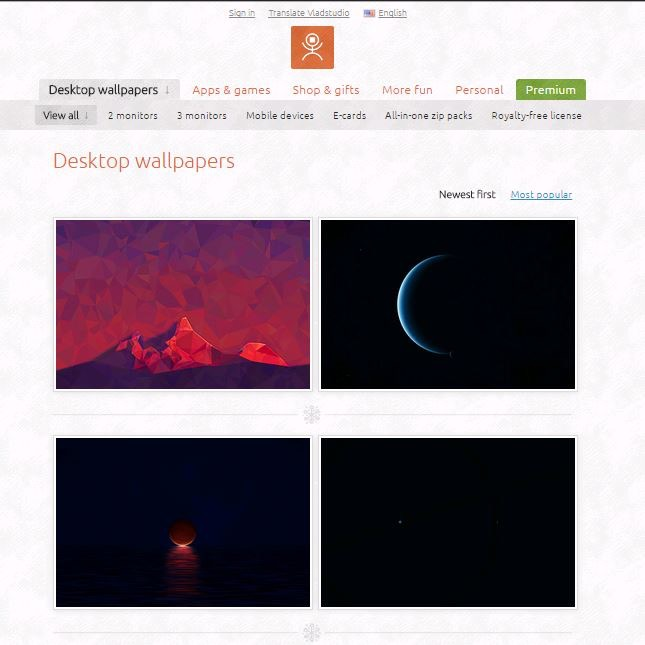 Sign in Translate Vladstudio English
Desktop wallpapers ↓ Apps & games Shop & gifts More fun Personal Premium
View all ↓ 2 monitors 3 monitors Mobile devices E-cards All-in-one zip packs Royalty-free license
Desktop wallpapers
Newest first Most popular